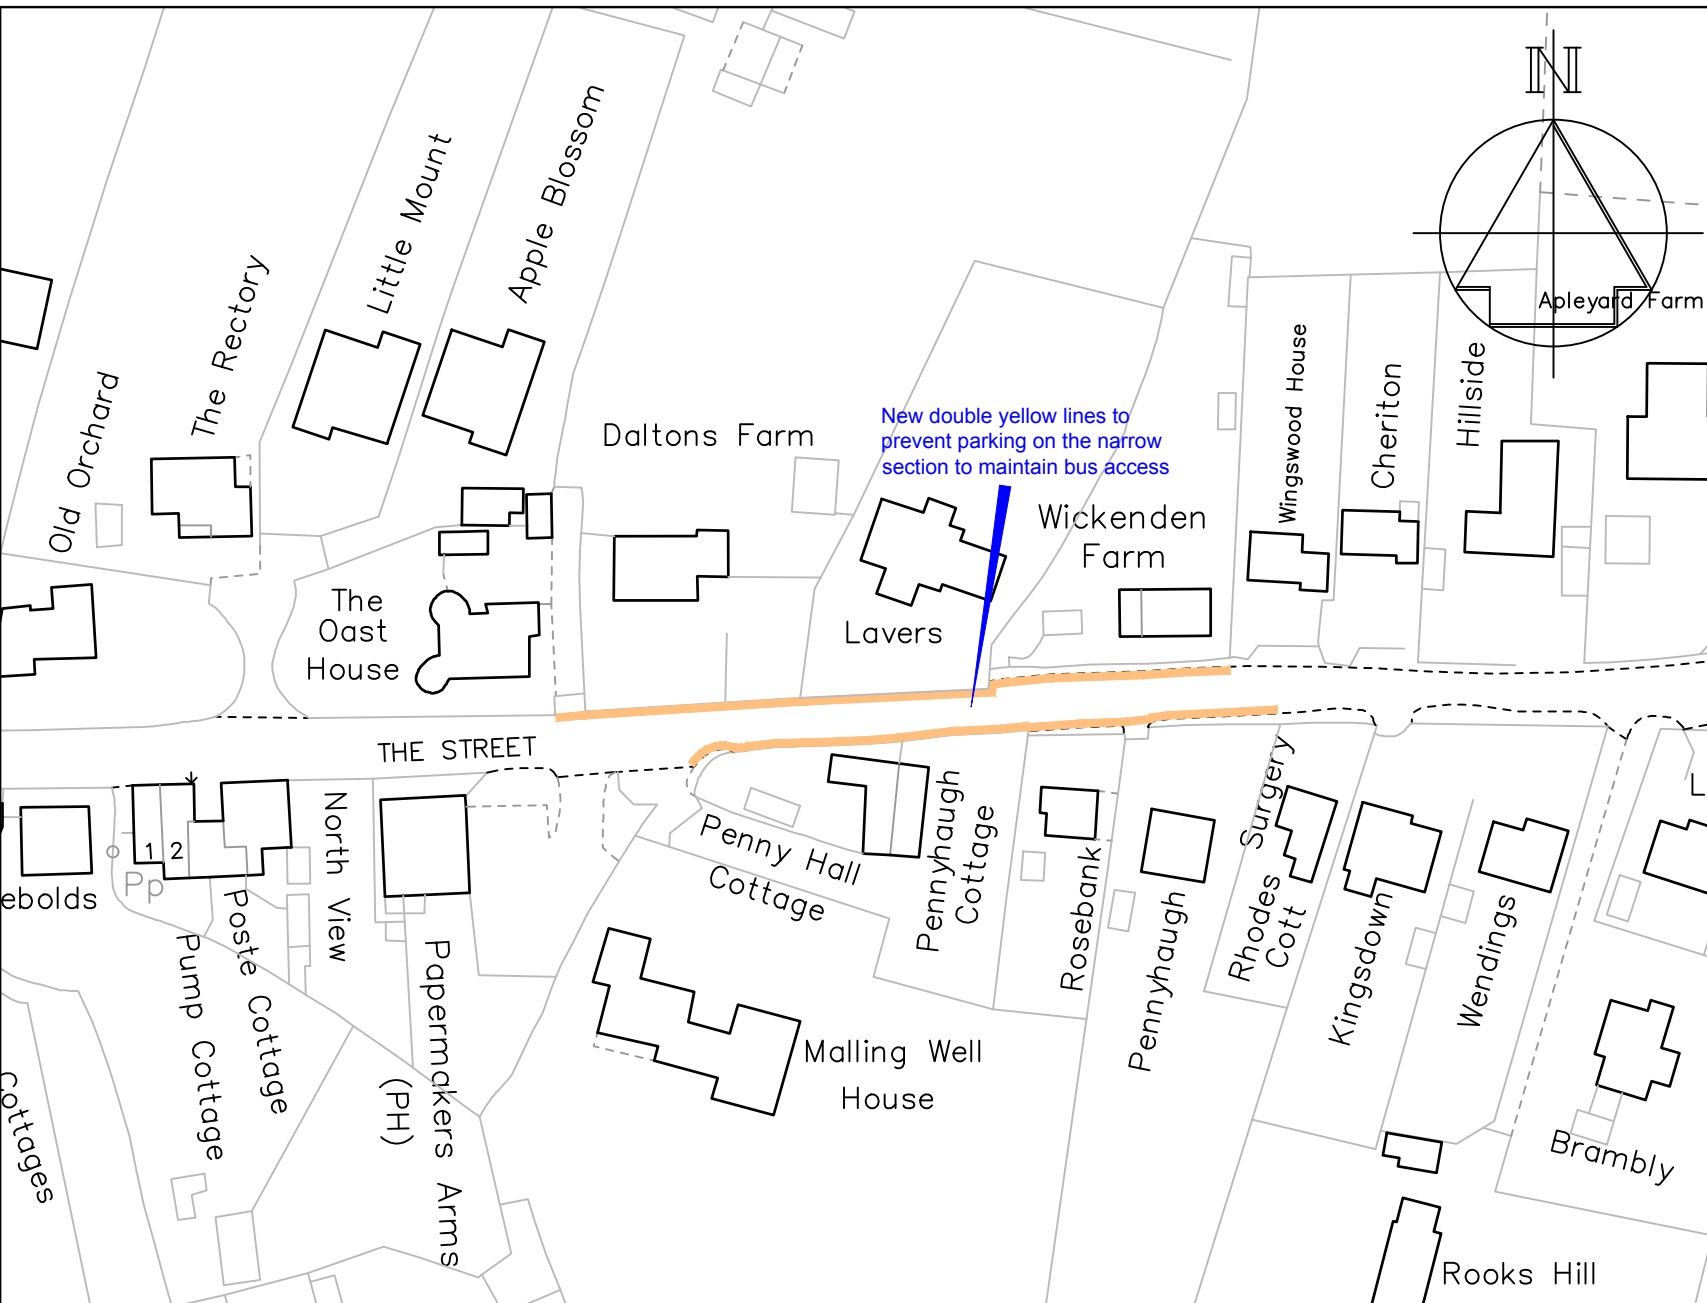 N
Apleyard Farm
Little Mount
Apple Blossom
The Rectory
Old Orchard
Daltons Farm
New double yellow lines to
prevent parking on the narrow
section to maintain bus access
Wickenden
Farm
Wingswood House
Cheriton
Hillside
The
Oast
House
Lavers
THE STREET
1 2
Pp
ebolds
North View
Poste Cottage
Pump Cottage
Papermakers Arms
(PH)
Cottages
Penny Hall
Cottage
Pennyhaugh
Cottage
Rosebank
Pennyhaugh
Surgery
Rhodes
Cott
Kingsdown
Wendings
L
Malling Well
House
Brambly
Rooks Hill